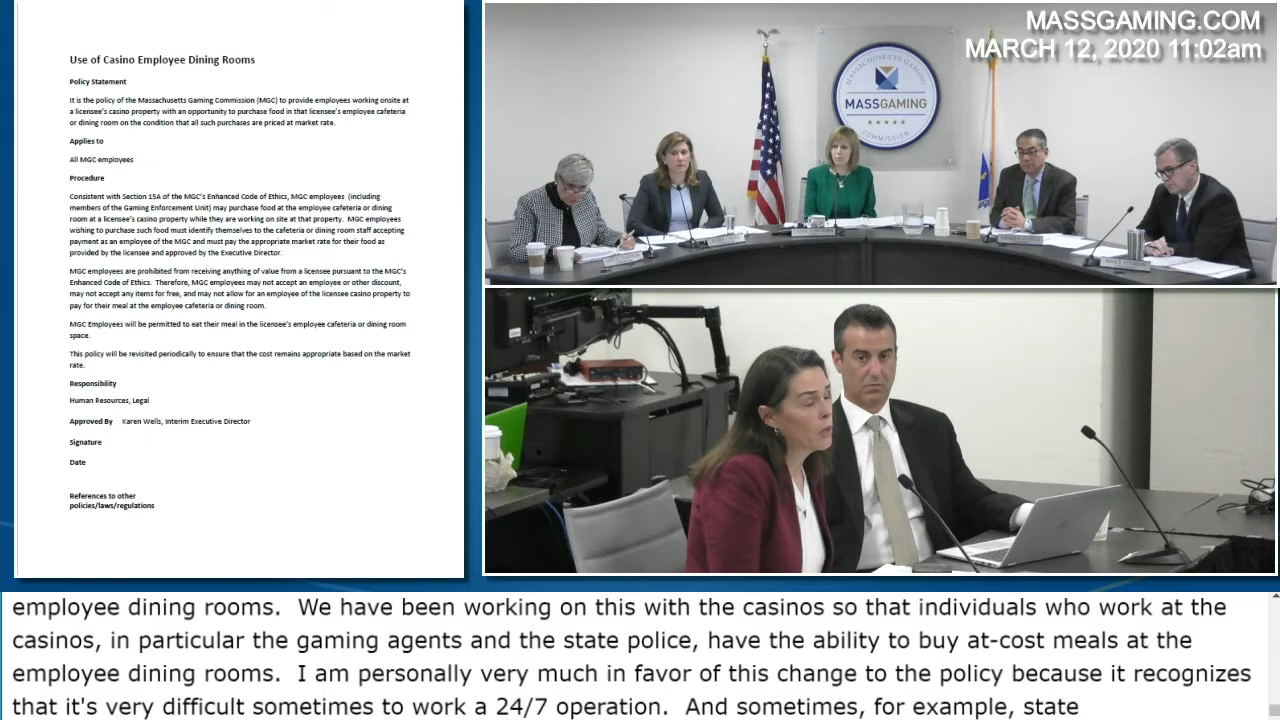 MASSGAMING.COM
MARCH 12, 2020 11:02am
Use of Casino Employee Dining Rooms
Policy Statement
It is the policy of the Massachusetts Gaming Commission (MGC) to provide employees working onsite at
a licensee's casino property with an opportunity to purchase food in that licensee's employee cafeteria
or dining room on the condition that all such purchases are priced at market rate.
Applies to
All MGC employees
Procedure
Consistent with Section 15A of the MGC's Enhanced Code of Ethics, MGC employees (including
members of the Gaming Enforcement Unit) may purchase food at the employee cafeteria or dining
room at a licensee's casino property while they are working on site at that property. MGC employees
wishing to purchase such food must identify themselves to the cafeteria or dining room staff accepting
payment as an employee of the MGC and must pay the appropriate market rate for their food as
provided by the licensee and approved by the Executive Director.
MGC employees are prohibited from receiving anything of value from a licensee pursuant to the MGC's
Enhanced Code of Ethics. Therefore, MGC employees may not accept an employee or other discount,
may not accept any items for free, and may not allow for an employee of the licensee casino property to
pay for their meal at the employee cafeteria or dining room.
MGC Employees will be permitted to eat their meal in the licensee's employee cafeteria or dining room
space.
This policy will be revisited periodically to ensure that the cost remains appropriate based on the market
rate.
Responsibility
Human Resources, Legal
Approved By Karen Wells, Interim Executive Director
Signature
Date
References to other
policies/laws/regulations
MASSACHUSETTS GAMING
MASSGAMING
COMMISSION
employee dining rooms. We have been working on this with the casinos so that individuals who work at the
casinos, in particular the gaming agents and the state police, have the ability to buy at-cost meals at the
employee dining rooms. I am personally very much in favor of this change to the policy because it recognizes
that it's very difficult sometimes to work a 24/7 operation. And sometimes, for example, state